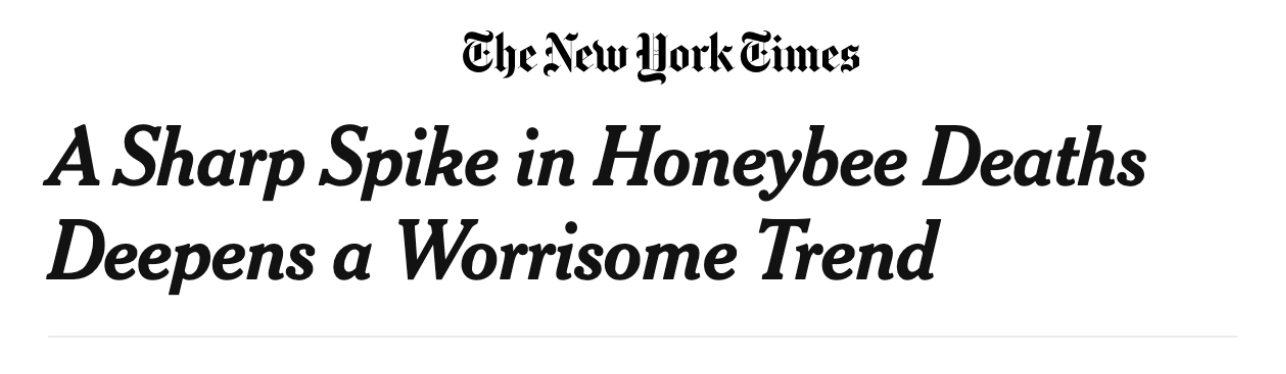 The New York Times
A Sharp Spike in Honeybee Deaths
Deepens a Worrisome Trend